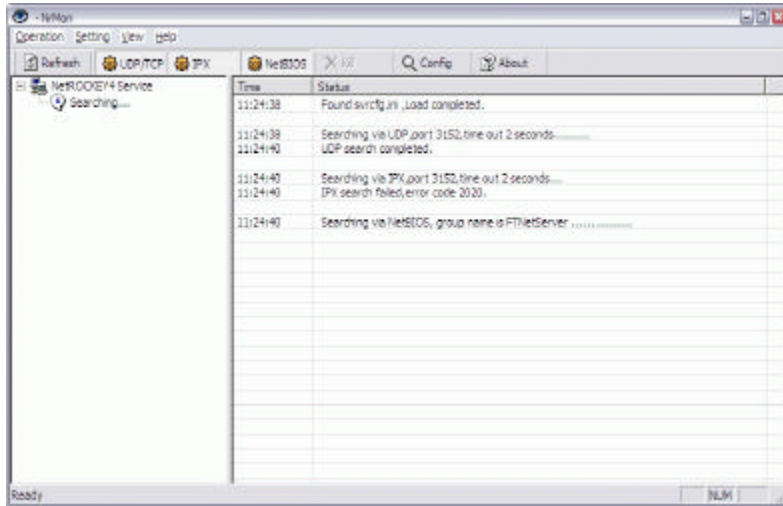 - NrMon
Operation Setting View Help
Refresh UDP/TCP IPX NetBIOS Kill Config About
NetROCKEY4 Service
Searching....
Time Status
11:24:38 Found svrcfg.ini ,Load completed.
11:24:38 Searching via UDP,port 3152,time out 2 seconds............
11:24:40 UDP search completed.
11:24:40 Searching via IPX,port 3152,time out 2 seconds....
11:24:40 IPX search failed,error code 2020.
11:24:40 Searching via NetBIOS, group name is FTNetServer ...................
Ready NUM